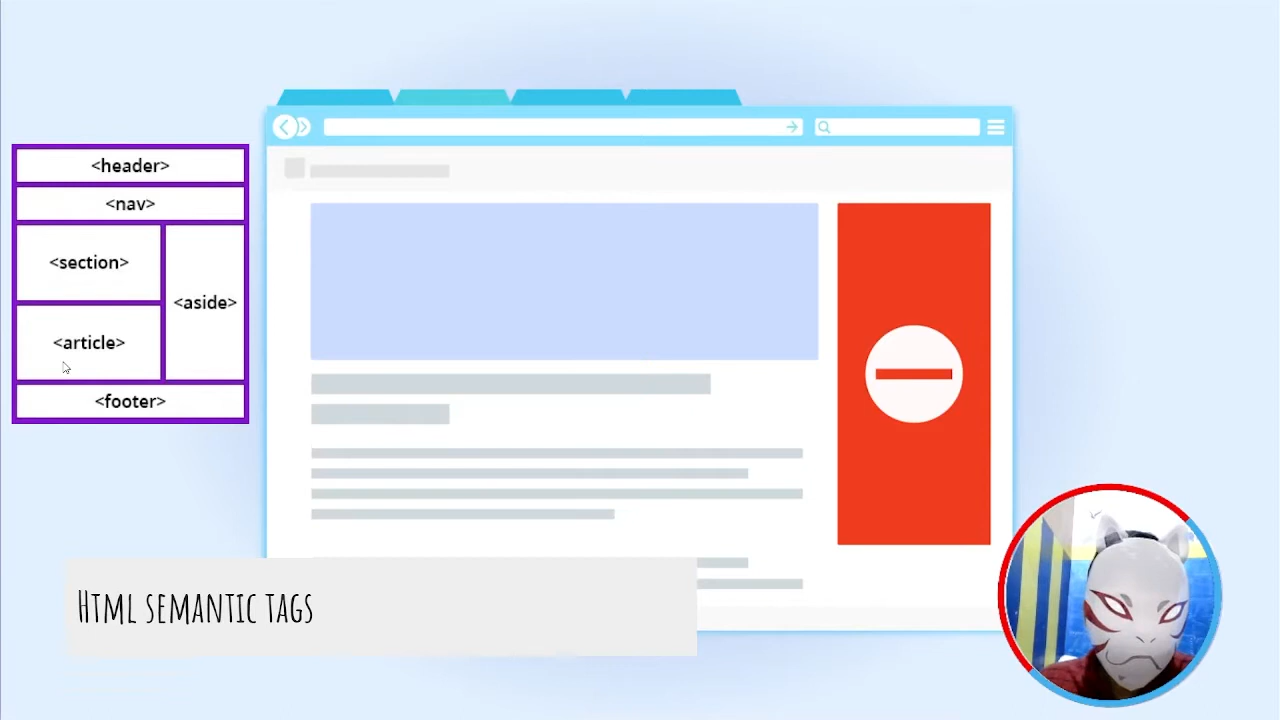 <header>
<nav>
<section>
<aside>
<article>
<footer>
Html semantic tags